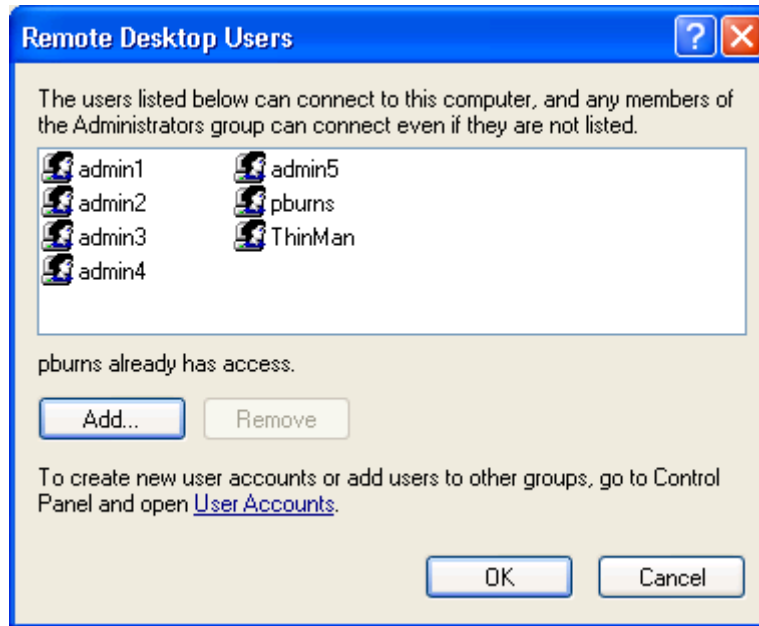 Remote Desktop Users
The users listed below can connect to this computer, and any members of
the Administrators group can connect even if they are not listed.
admin1
admin2
admin3
admin4
admin5
pburns
ThinMan
pburns already has access.
Add... Remove
To create new user accounts or add users to other groups, go to Control
Panel and open User Accounts.
OK Cancel